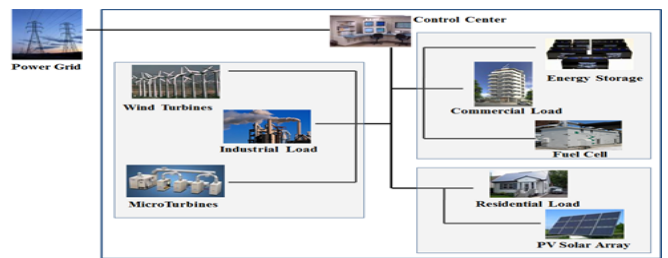 Control Center
Power Grid
Energy Storage
Wind Turbines
Commercial Load
Industrial Load
Fuel Cell
MicroTurbines
Residential Load
PV Solar Array